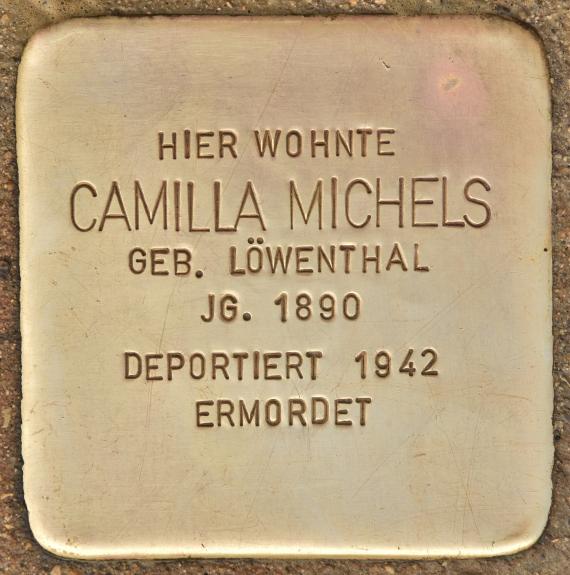 HIER WOHNTE
CAMILLA MICHELS
GEB. LÖWENTHAL
JG. 1890
DEPORTIERT 1942
ERMORDET